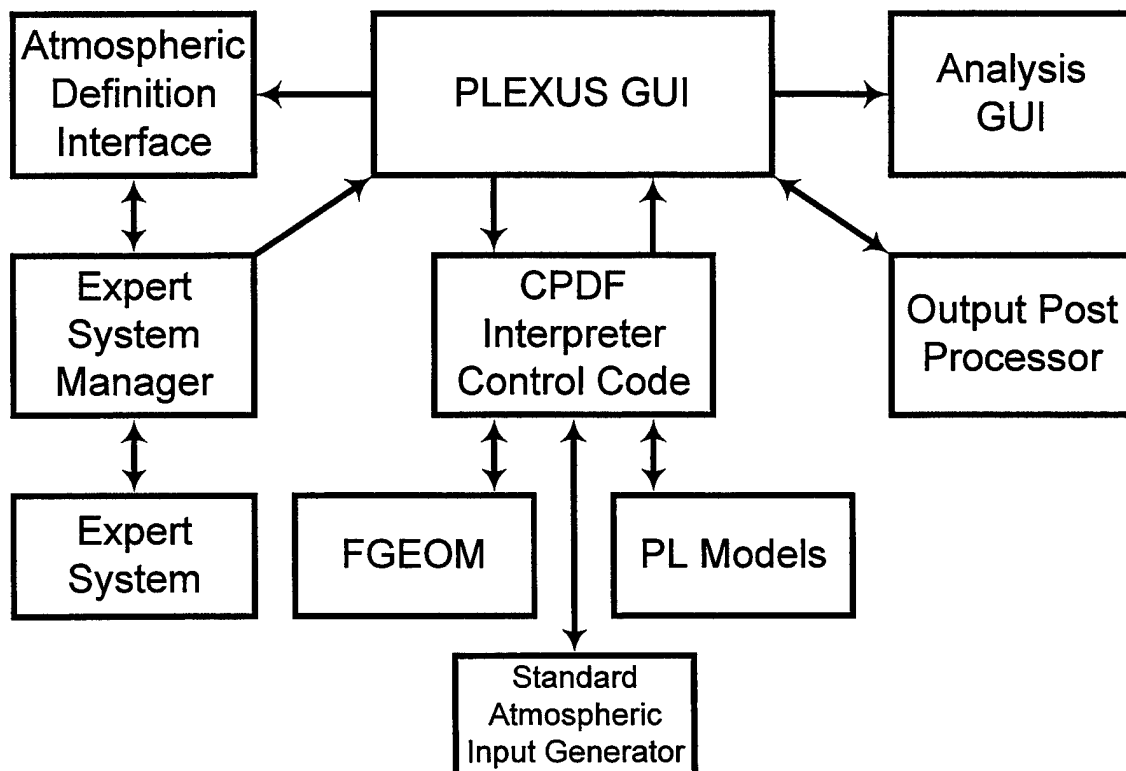 Atmospheric
Definition
Interface
PLEXUS GUI
Analysis
GUI
Expert
System
Manager
CPDF
Interpreter
Control Code
Output Post
Processor
Expert
System
FGEOM
PL Models
Standard
Atmospheric
Input Generator